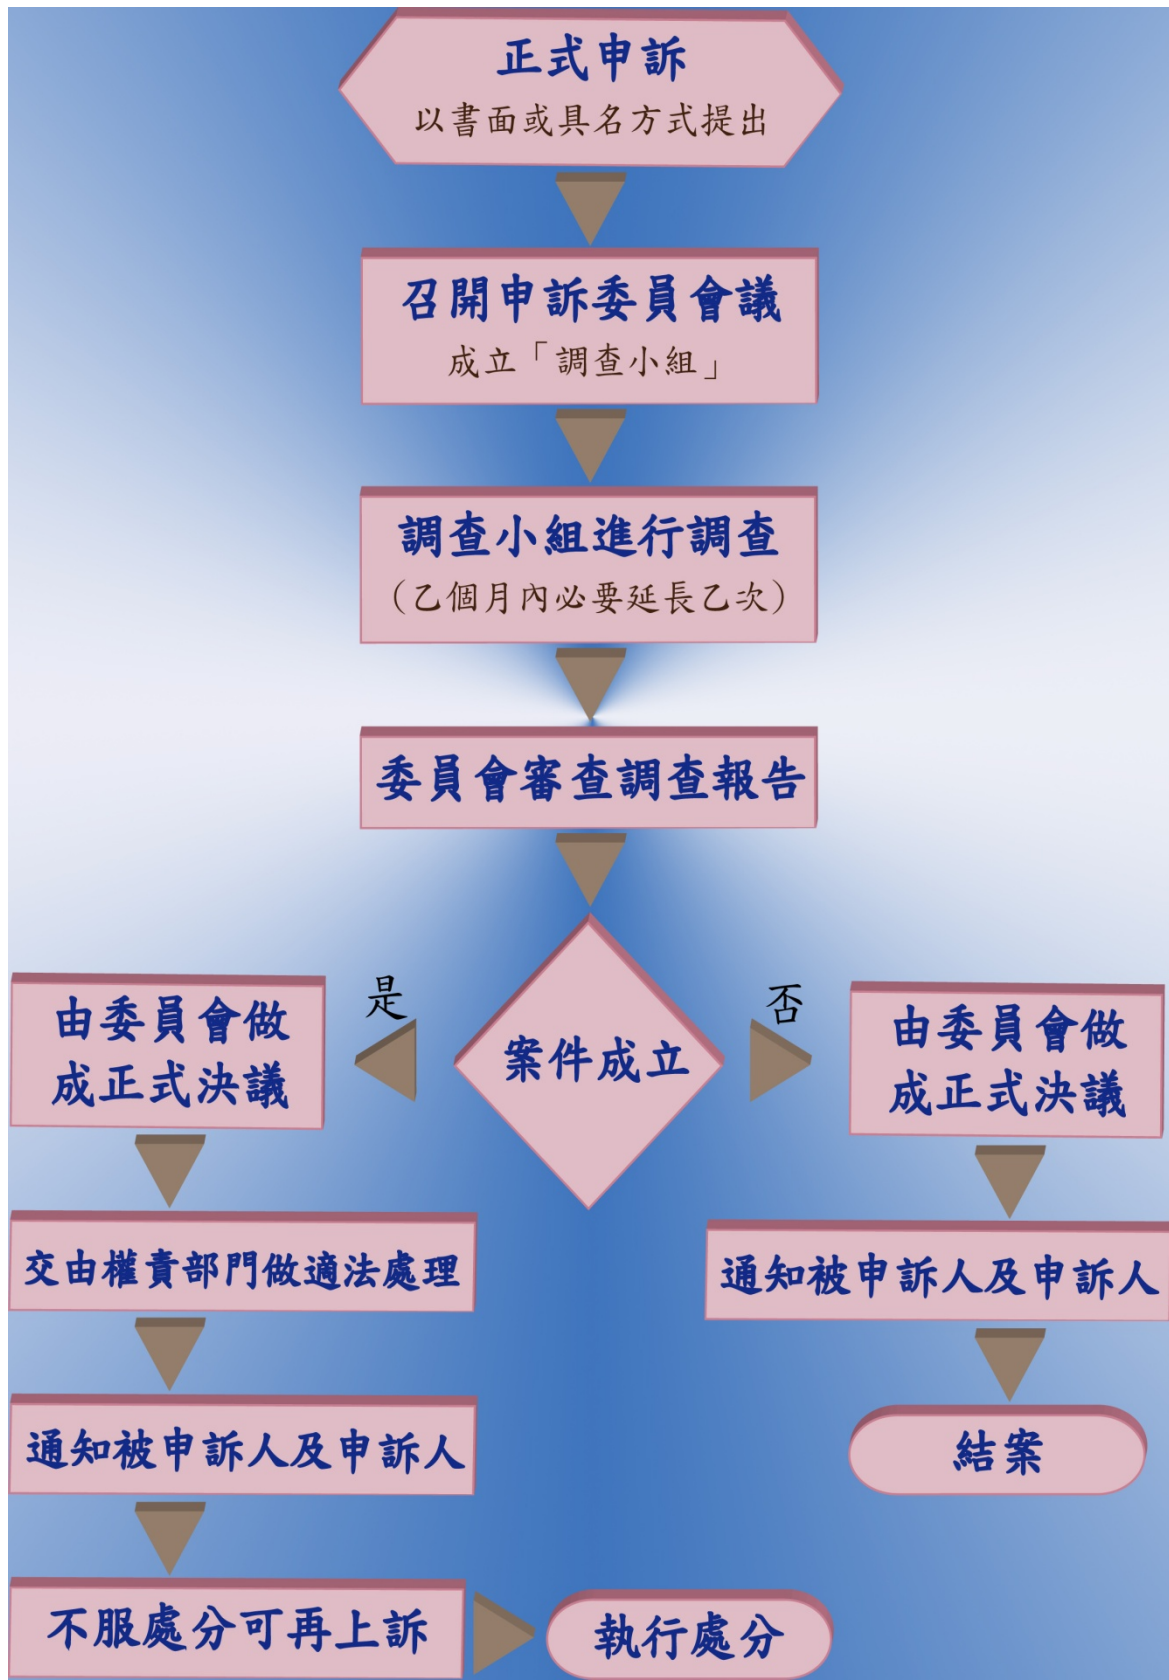 正式申訴
以書面或具名方式提出
召開申訴委員會議
成立「調查小組」
調查小組進行調查
(乙個月內必要延長乙次)
委員會審查調查報告
案件成立
是
由委員會做
成正式決議
交由權責部門做適法處理
通知被申訴人及申訴人
不服處分可再上訴
執行處分
否
由委員會做
成正式決議
通知被申訴人及申訴人
結案